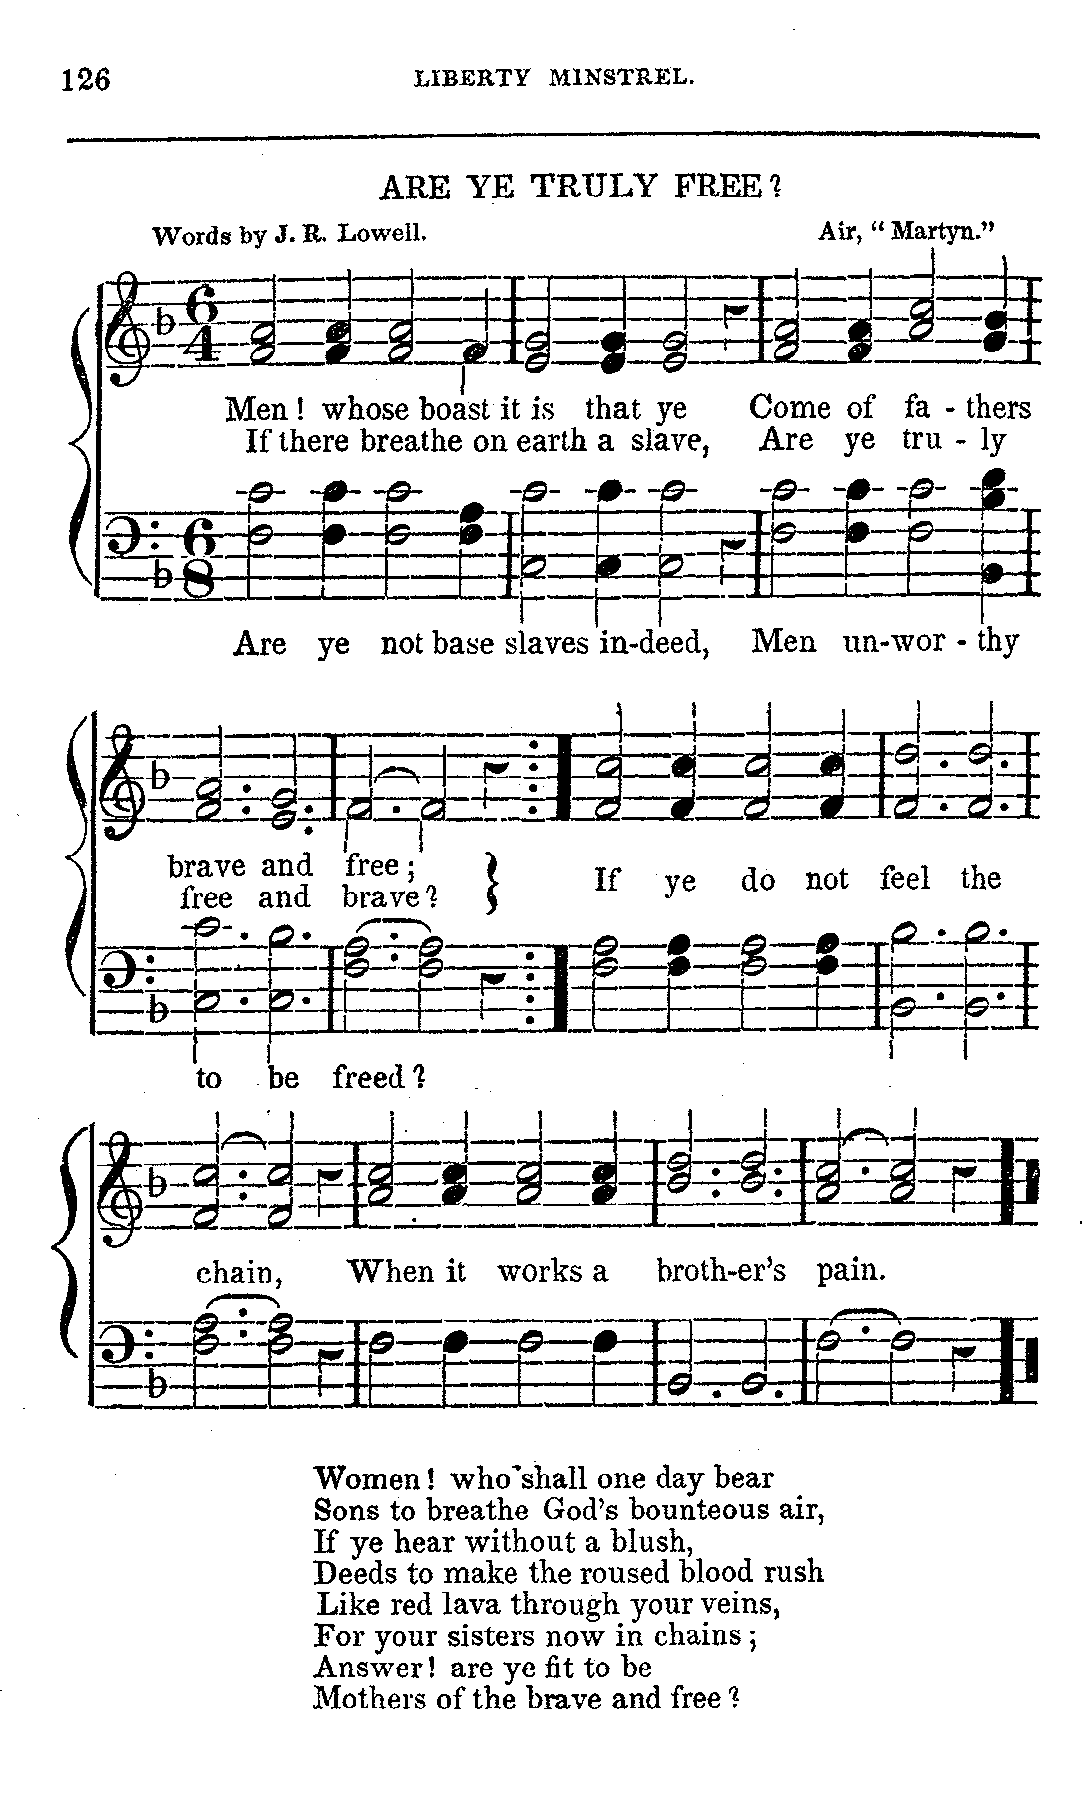 126 LIBERTY MINSTREL.
ARE YE TRULY FREE?
Words by J. R. Lowell. Air, “Martyn.”
6
4
Men! whose boast it is that ye Come of fa - thers
If there breathe on earth a slave, Are ye tru - ly
6
8
Are ye not base slaves in-deed, Men un-wor - thy
brave and free;
free and brave? } If ye do not feel the
to be freed?
chain, When it works a broth-er's pain.
Women! who shall one day bear
Sons to breathe God's bounteous air,
If ye hear without a blush,
Deeds to make the roused blood rush
Like red lava through your veins,
For your sisters now in chains;
Answer! are ye fit to be
Mothers of the brave and free?